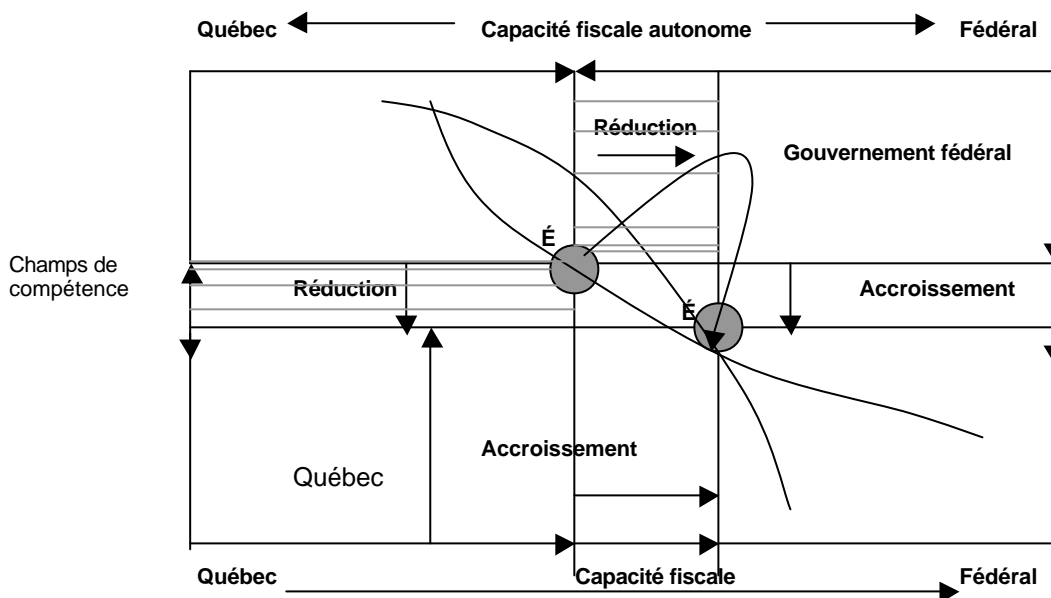 Québec Capacité fiscale autonome Fédéral
Réduction
Gouvernement fédéral
É
Champs de
compétence
Réduction
Accroissement
É
Accroissement
Québec
Québec Capacité fiscale Fédéral